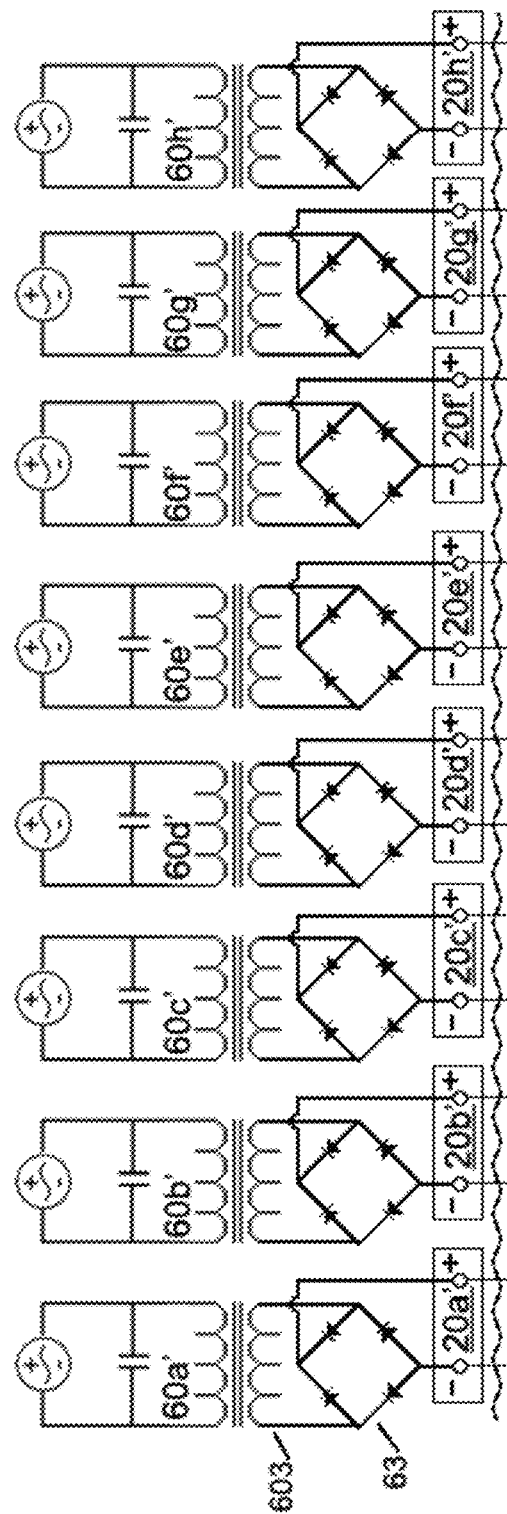 60h'
- 20h' +
60g'
- 20g' +
60f'
- 20f' +
60e'
- 20e' +
60d'
- 20d' +
60c'
- 20c' +
60b'
- 20b' +
60a'
- 20a' +
603
63